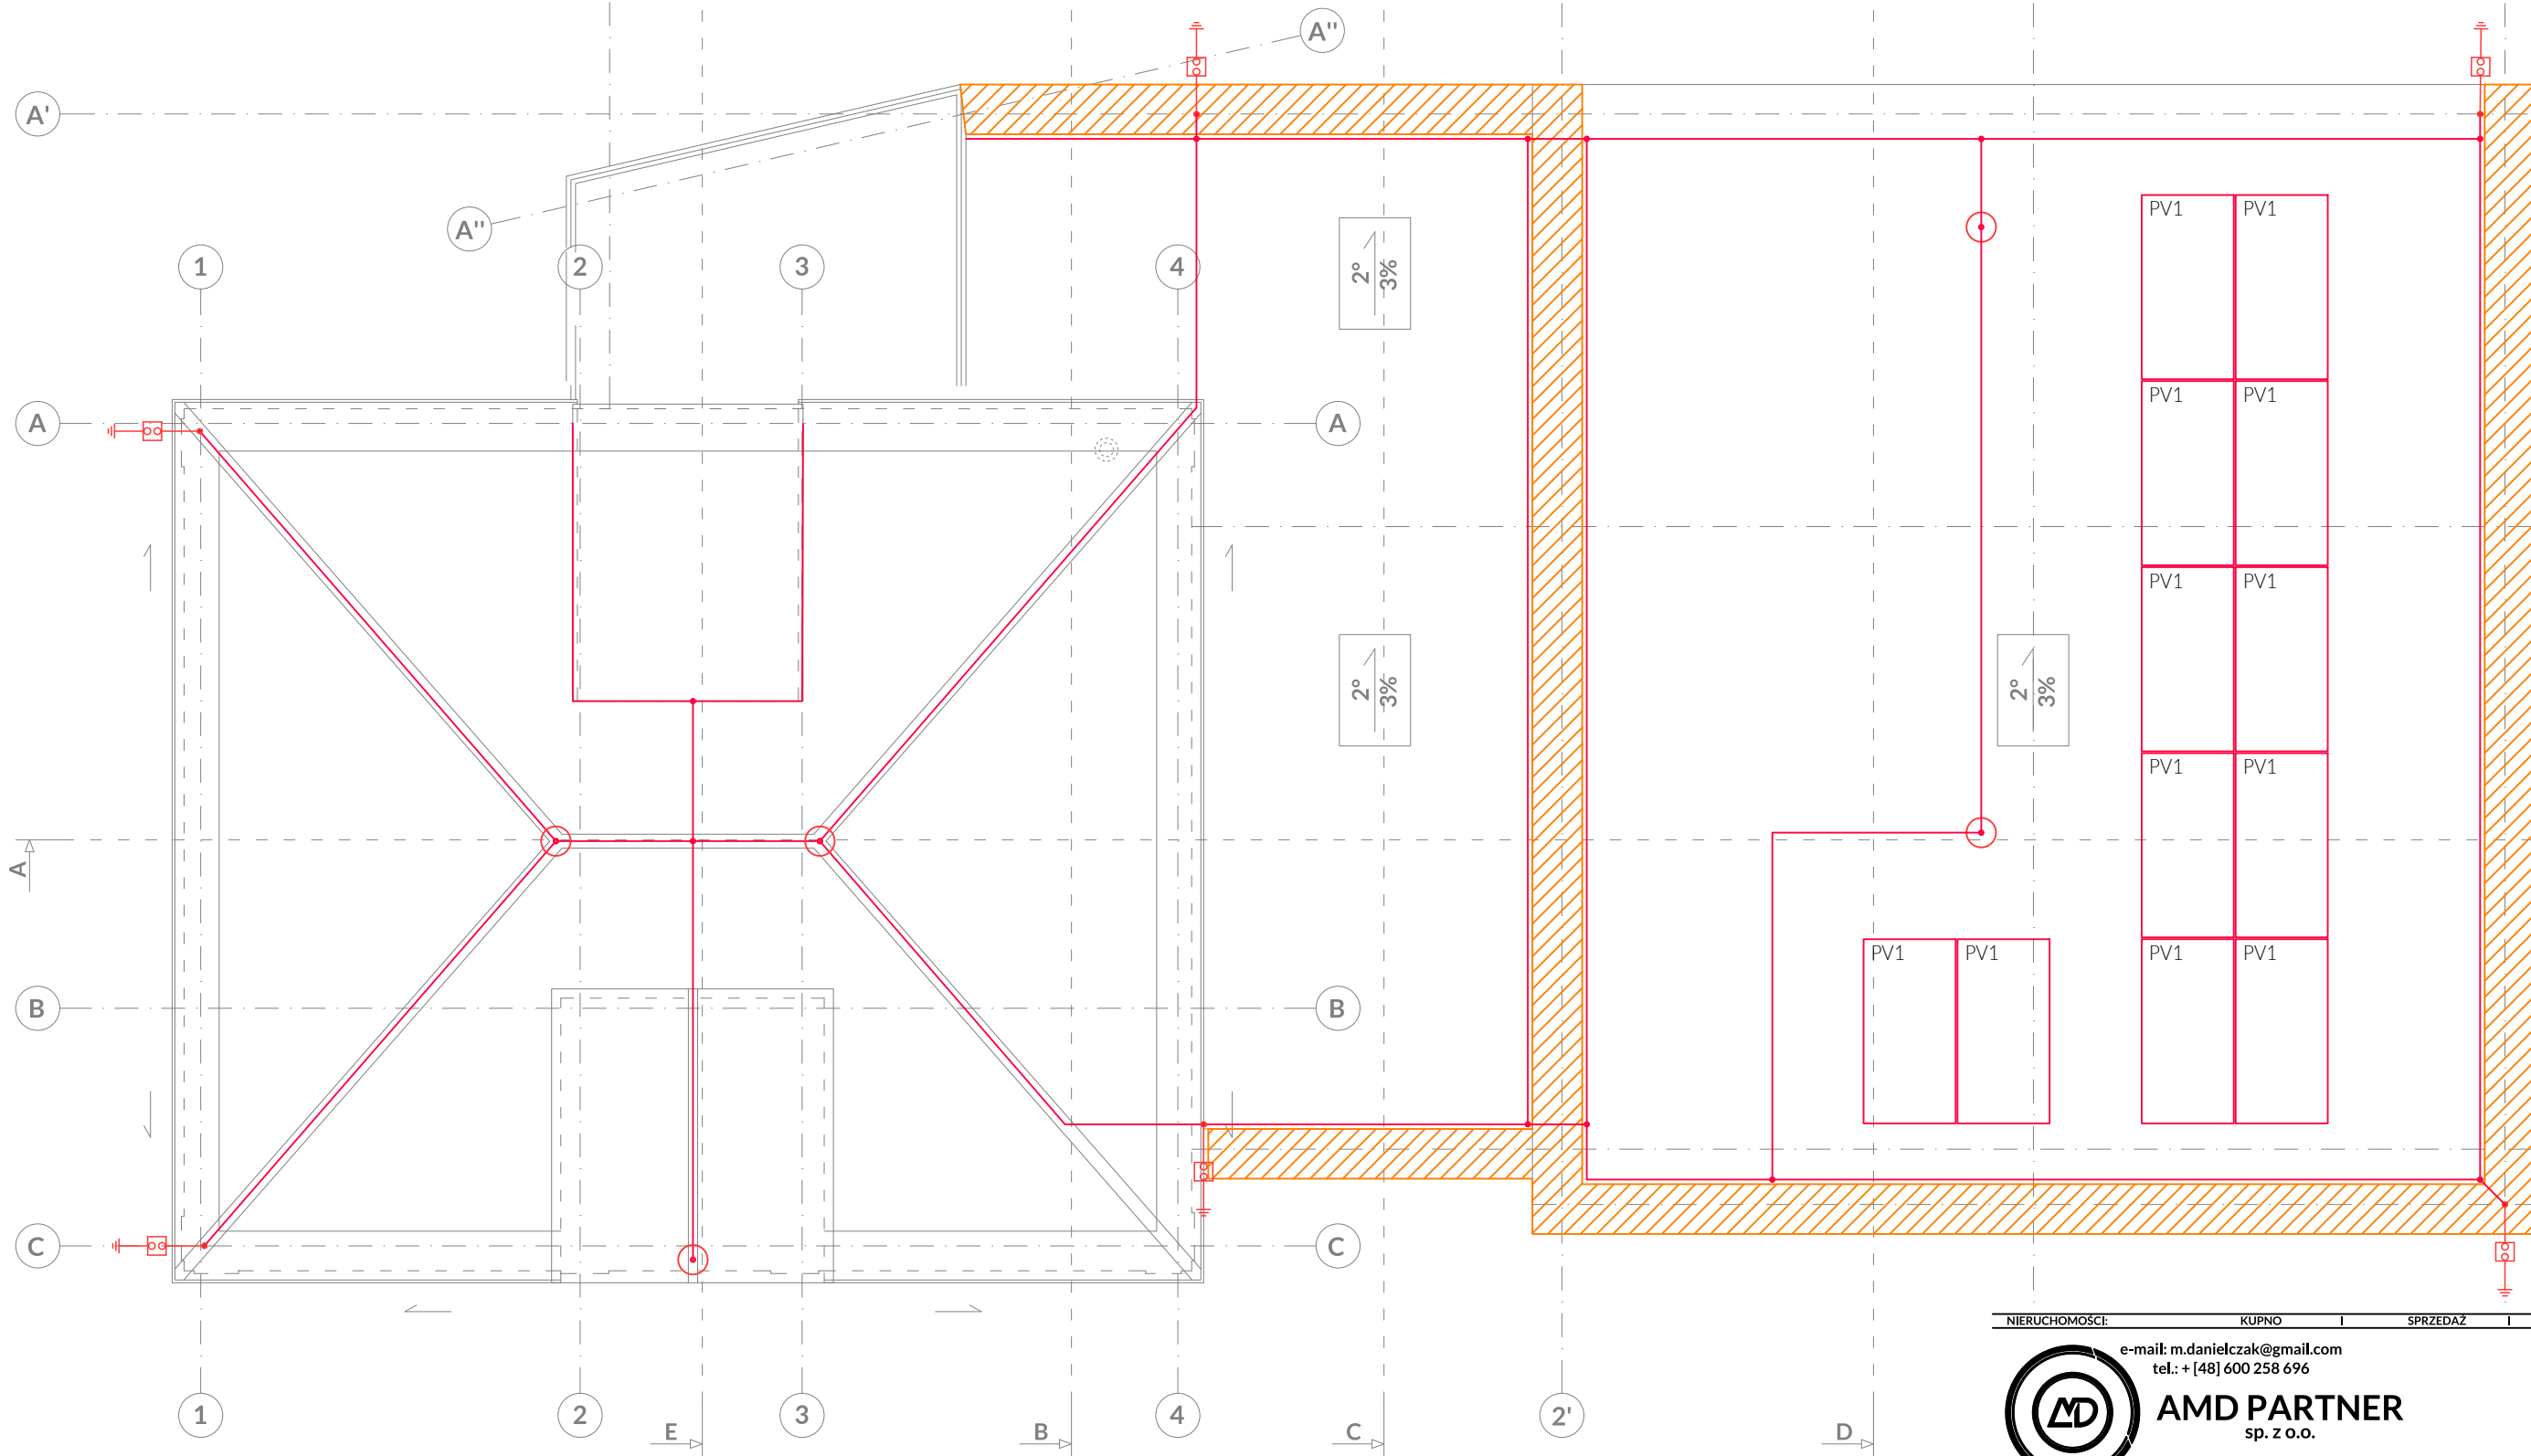 A''
A'
A''
1
2
3
4
2°
3%
PV1 PV1
A
A
PV1 PV1
PV1 PV1
2°
3%
2°
3%
PV1 PV1
A
PV1 PV1
PV1 PV1
B
B
C
C
NIERUCHOMOŚCI: KUPNO | SPRZEDAŻ |
e-mail: m.danielczak@gmail.com
tel.: + [48] 600 258 696
MD
AMD PARTNER
sp. z o.o.
1
2
3
4
2'
E
B
C
D